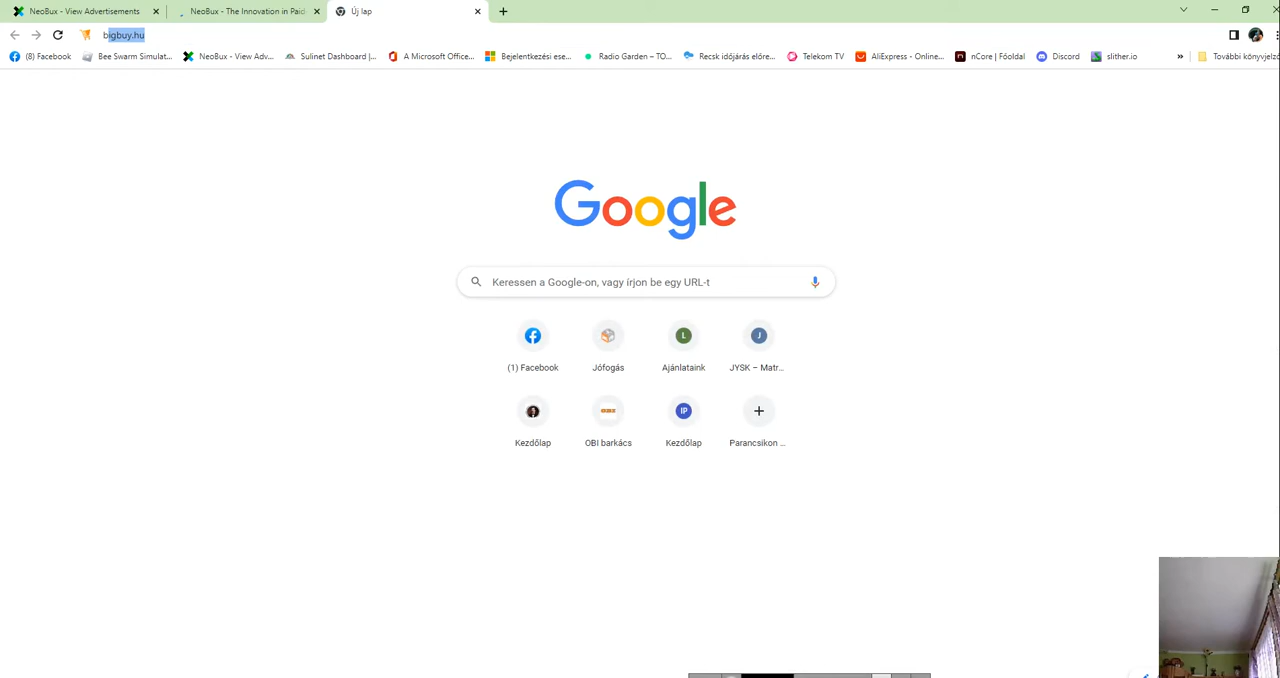 NeoBux - View Advertisements
NeoBux - The Innovation in Paid
Új lap
bigbuy.hu
(8) Facebook
Bee Swarm Simulat...
NeoBux - View Adv...
Sulinet Dashboard |...
A Microsoft Office...
Bejelentkezési ese...
Radio Garden – TO...
Recsk időjárás előre...
Telekom TV
AliExpress - Online...
nCore | Főoldal
Discord
slither.io
»
További könyvjelző
Google
Keressen a Google-on, vagy írjon be egy URL-t
(1) Facebook
Jófogás
L
Ajánlataink
J
JYSK – Matr...
Kezdőlap
OBI barkács
IP
Kezdőlap
Parancsikon ...